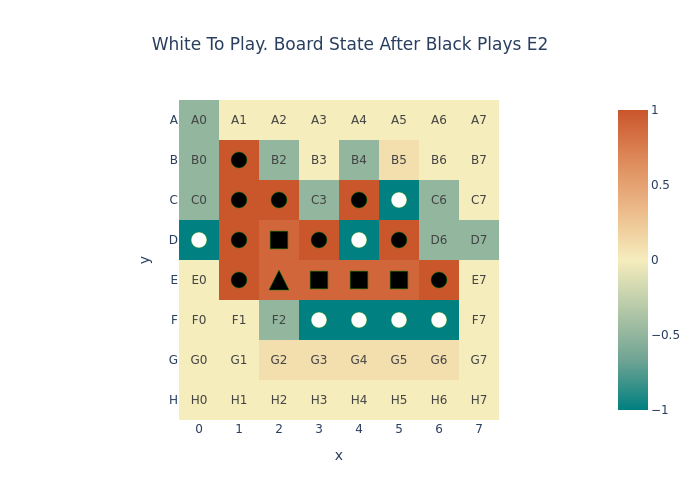 White To Play. Board State After Black Plays E2
A A0 A1 A2 A3 A4 A5 A6 A7
B B0 B2 B3 B4 B5 B6 B7
C C0 C3 C6 C7
D D6 D7
E E0 E7
F F0 F1 F2 F7
G G0 G1 G2 G3 G4 G5 G6 G7
H H0 H1 H2 H3 H4 H5 H6 H7
0 1 2 3 4 5 6 7
x
y
1
0.5
0
−0.5
−1